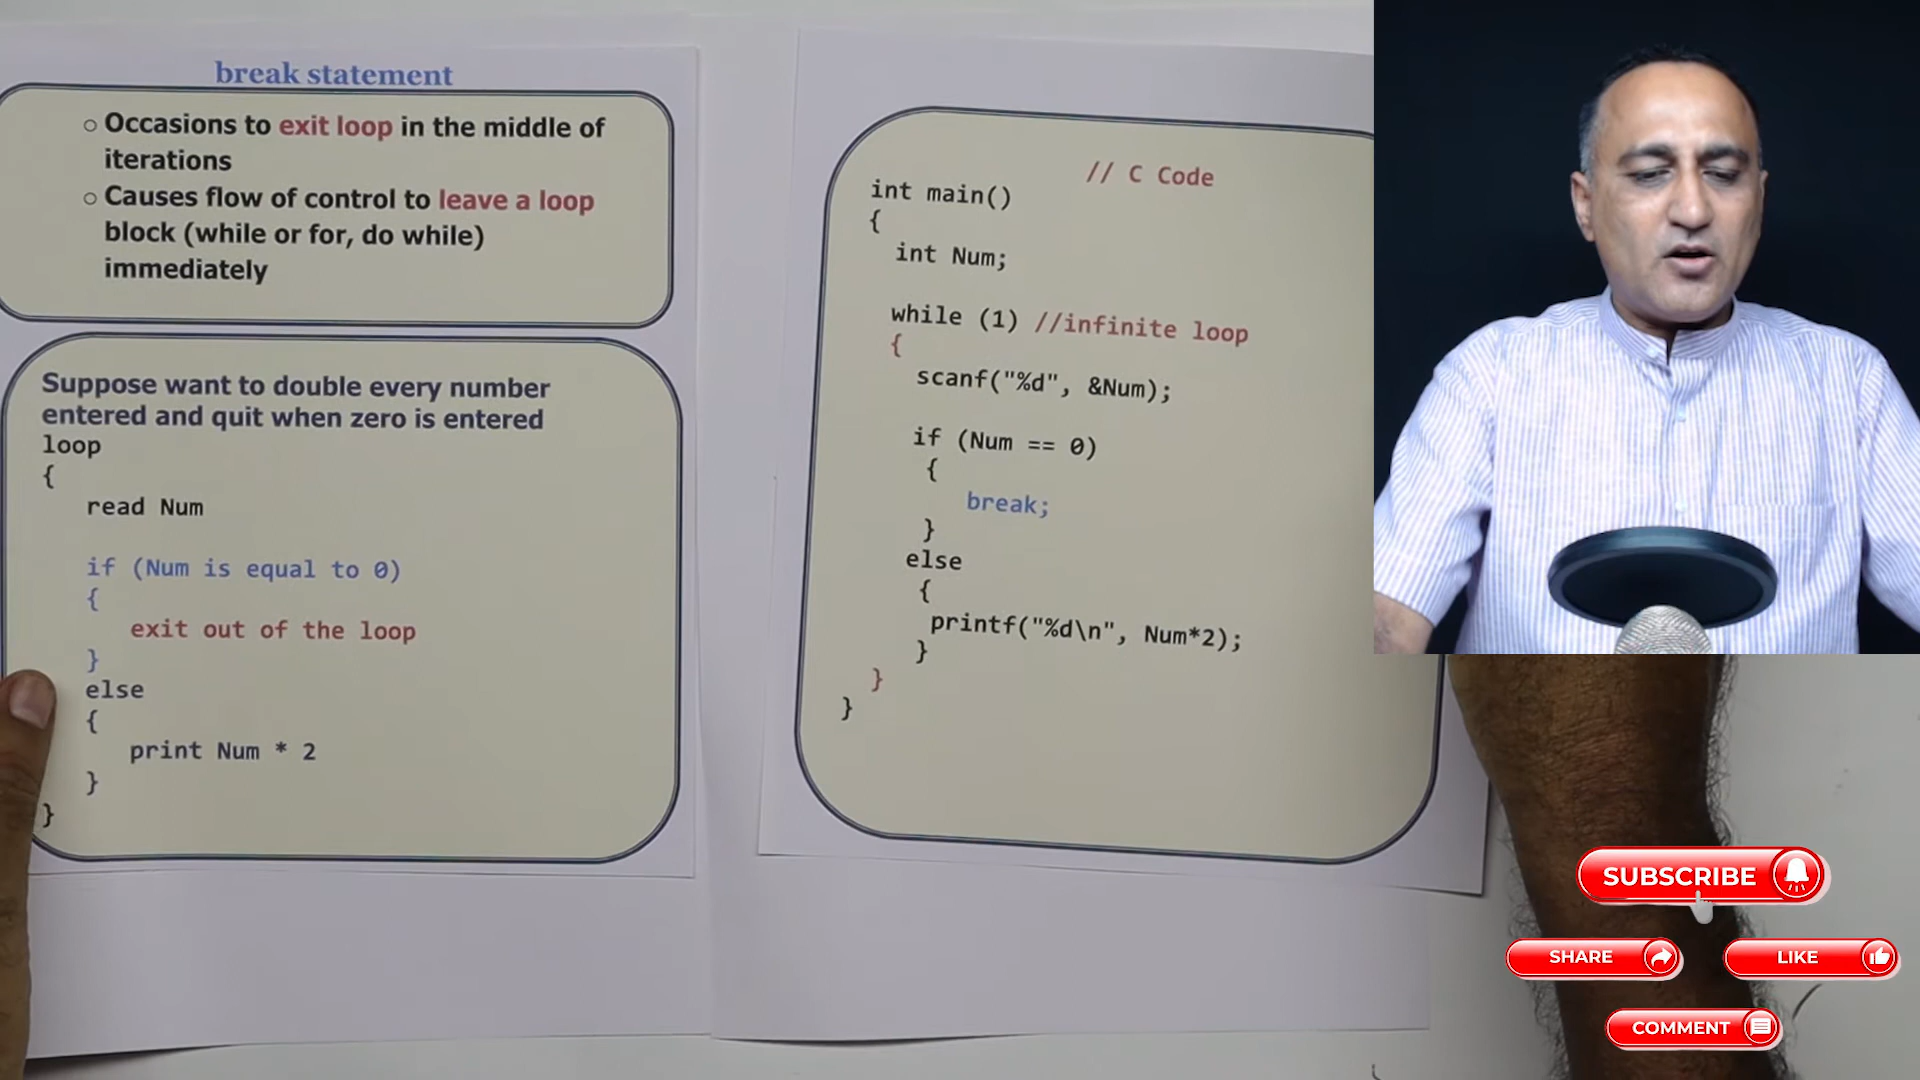 break statement
○ Occasions to exit loop in the middle of
iterations
○ Causes flow of control to leave a loop
block (while or for, do while)
immediately
Suppose want to double every number
entered and quit when zero is entered
loop
{
read Num
if (Num is equal to 0)
{
exit out of the loop
}
else
{
print Num * 2
}
}
// C Code
int main()
{
int Num;
while (1) //infinite loop
{
scanf("%d", &Num);
if (Num == 0)
{
break;
}
else
{
printf("%d\n", Num*2);
}
}
}
SUBSCRIBE
SHARE
LIKE
COMMENT